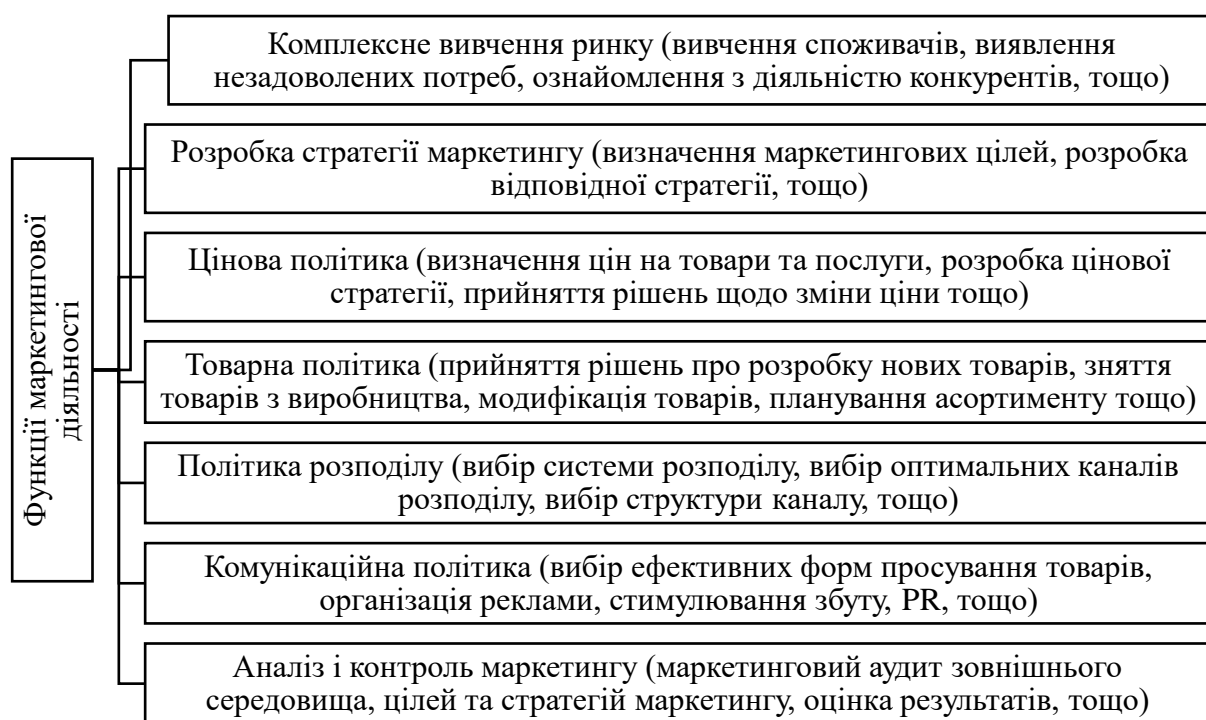 Функції маркетингової
діяльності
Комплексне вивчення ринку (вивчення споживачів, виявлення
незадоволених потреб, ознайомлення з діяльністю конкурентів, тощо)
Розробка стратегії маркетингу (визначення маркетингових цілей, розробка
відповідної стратегії, тощо)
Цінова політика (визначення цін на товари та послуги, розробка цінової
стратегії, прийняття рішень щодо зміни ціни тощо)
Товарна політика (прийняття рішень про розробку нових товарів, зняття
товарів з виробництва, модифікація товарів, планування асортименту тощо)
Політика розподілу (вибір системи розподілу, вибір оптимальних каналів
розподілу, вибір структури каналу, тощо)
Комунікаційна політика (вибір ефективних форм просування товарів,
організація реклами, стимулювання збуту, PR, тощо)
Аналіз і контроль маркетингу (маркетинговий аудит зовнішнього
середовища, цілей та стратегій маркетингу, оцінка результатів, тощо)